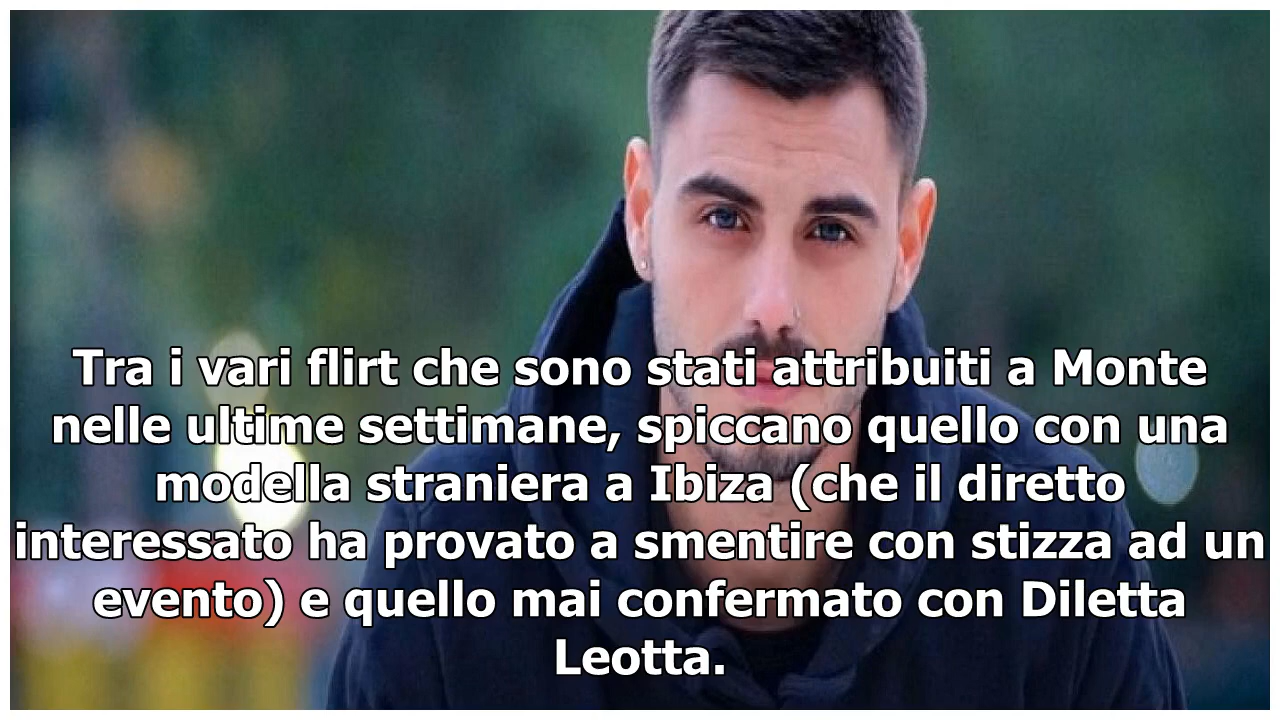 Tra i vari flirt che sono stati attribuiti a Monte
nelle ultime settimane, spiccano quello con una
modella straniera a Ibiza (che il diretto
interessato ha provato a smentire con stizza ad un
evento) e quello mai confermato con Diletta
Leotta.